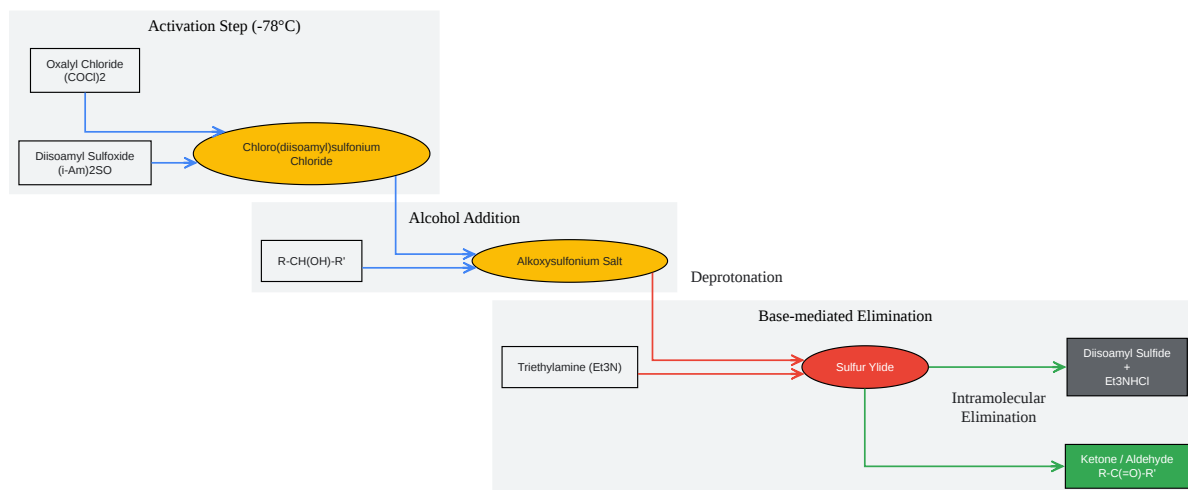 Activation Step (-78°C)
Oxalyl Chloride
(COCl)2
Diisoamyl Sulfoxide
(i-Am)2SO
Chloro(diisoamyl)sulfonium
Chloride
Alcohol Addition
R-CH(OH)-R'
Alkoxysulfonium Salt
Deprotonation
Base-mediated Elimination
Triethylamine (Et3N)
Sulfur Ylide
Diisoamyl Sulfide
+
Et3NHCl
Intramolecular
Elimination
Ketone / Aldehyde
R-C(=O)-R'